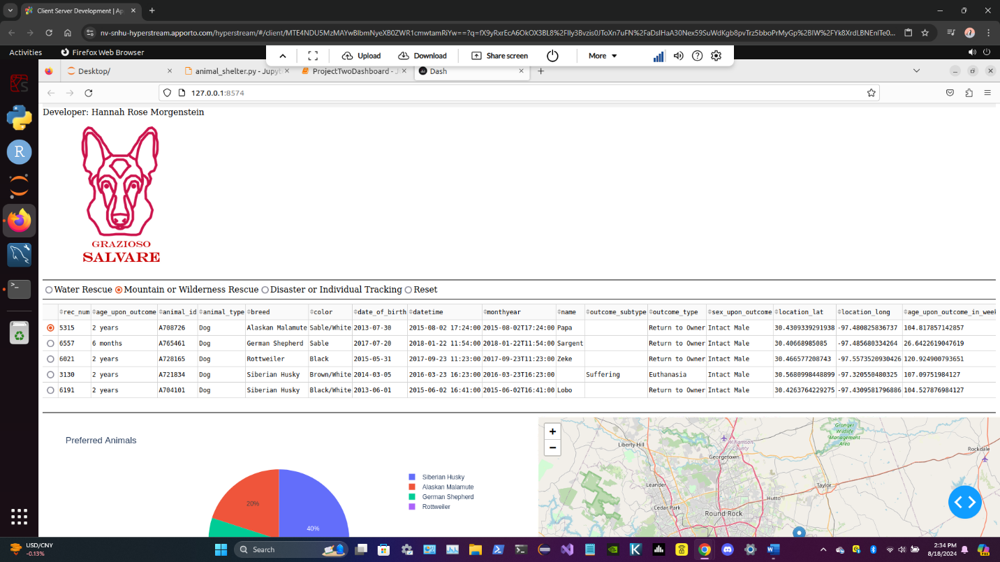 Client Server Development | Ap
nv-snhu-hyperstream.apporto.com/hyperstream/#/client/
Activities Firefox Web Browser
Upload Download Share screen More
Desktop/ animal_shelter.py - Jupyt ProjectTwoDashboard - J Dash
127.0.0.1:8574
Developer: Hannah Rose Morgenstein
GRAZIOSO
SALVARE
Water Rescue Mountain or Wilderness Rescue Disaster or Individual Tracking Reset
rec_num age_upon_outcome animal_id animal_type breed color date_of_birth datetime monthyear name outcome_subtype outcome_type sex_upon_outcome location_lat location_long age_upon_outcome_in_week
5315 2 years A708726 Dog Alaskan Malamute Sable/White 2013-07-30 2015-08-02 17:24:00 2015-08-02T17:24:00 Papa Return to Owner Intact Male 30.4309339291938 -97.480825836737 104.817857142857
6557 6 months A765461 Dog German Shepherd Sable 2017-07-20 2018-01-22 11:54:00 2018-01-22T11:54:00 Sargent Return to Owner Intact Male 30.40668985085 -97.485680334264 26.6422619047619
6021 2 years A728165 Dog Rottweiler Black 2015-05-31 2017-09-23 11:23:00 2017-09-23T11:23:00 Zeke Return to Owner Intact Male 30.466577208743 -97.5573520930426 120.924900793651
3130 2 years A721834 Dog Siberian Husky Brown/White 2014-03-05 2016-03-23 16:23:00 2016-03-23T16:23:00 Suffering Euthanasia Intact Male 30.5680998448899 -97.320550480325 107.09751984127
6191 2 years A704101 Dog Siberian Husky Black/White 2013-06-01 2015-06-02 16:41:00 2015-06-02T16:41:00 Lobo Return to Owner Intact Male 30.4263764229275 -97.4309581796886 104.527876984127
Preferred Animals
Siberian Husky
Alaskan Malamute
German Shepherd
Rottweiler
20%
40%
+
−
Granger
Wildlife
Management
Area
Liberty Hill
Williamson
County
Rockdale
Georgetown
Leander
Taylor
Hutto
Cedar Park
Round Rock
USD/CNY
-0.13%
Search
2:34 PM
8/18/2024